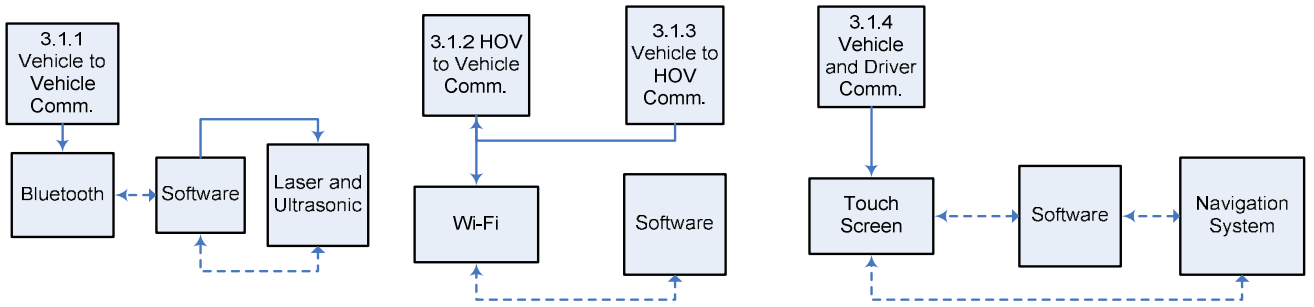 3.1.1
Vehicle to
Vehicle
Comm.
3.1.2 HOV
to Vehicle
Comm.
3.1.3
Vehicle to
HOV
Comm.
3.1.4
Vehicle
and Driver
Comm.
Bluetooth
Software
Laser and
Ultrasonic
Wi-Fi
Software
Touch
Screen
Software
Navigation
System